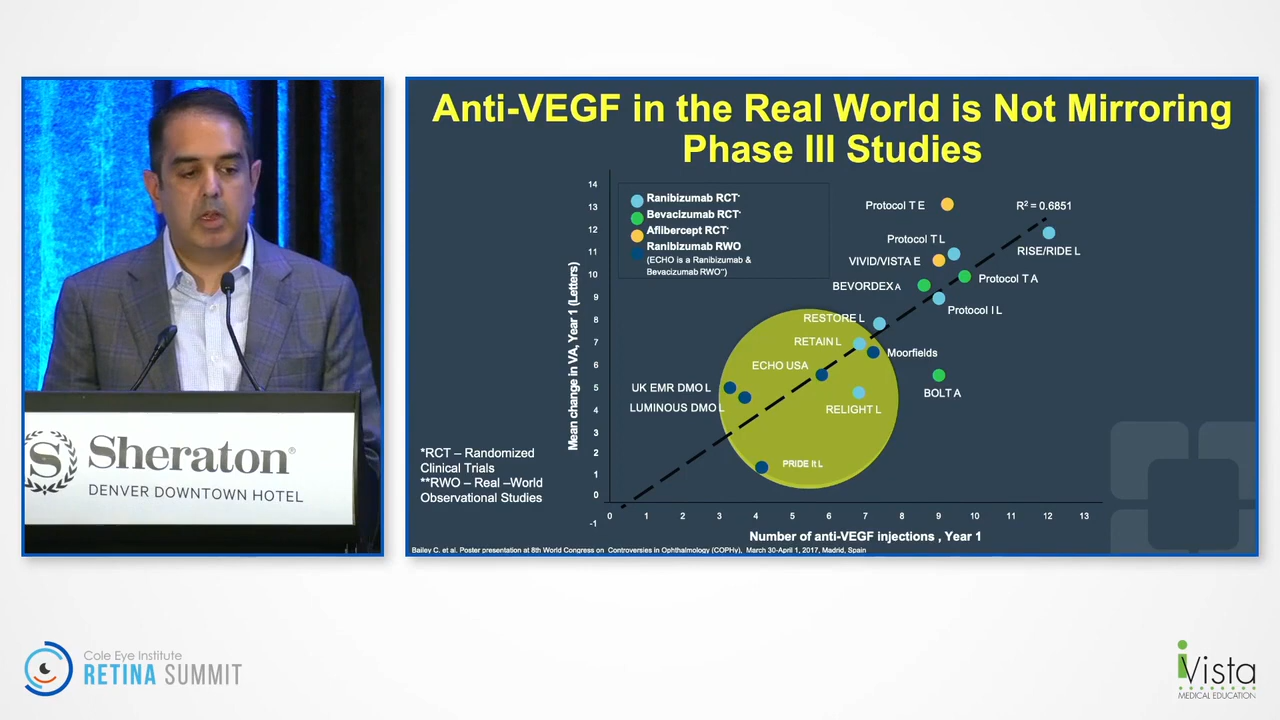 Sheraton®
DENVER DOWNTOWN HOTEL
Anti-VEGF in the Real World is Not Mirroring
Phase III Studies
Mean change in VA, Year 1 (Letters)
14
13
12
11
10
9
8
7
6
5
4
3
2
1
0
-1
Ranibizumab RCT*
Bevacizumab RCT*
Aflibercept RCT*
Ranibizumab RWO
(ECHO is a Ranibizumab &
Bevacizumab RWO**)
Protocol T E
R² = 0.6851
Protocol T L
RISE/RIDE L
VIVID/VISTA E
Protocol T A
BEVORDEX A
Protocol I L
RESTORE L
RETAIN L
Moorfields
ECHO USA
UK EMR DMO L
BOLT A
LUMINOUS DMO L
RELIGHT L
PRIDE It L
*RCT – Randomized
Clinical Trials
**RWO – Real –World
Observational Studies
0 1 2 3 4 5 6 7 8 9 10 11 12 13
Number of anti-VEGF injections , Year 1
Bailey C. et al. Poster presentation at 8th World Congress on Controversies in Ophthalmology (COPHy), March 30-April 1, 2017, Madrid, Spain
Cole Eye Institute
RETINA SUMMIT
iVista
MEDICAL EDUCATION